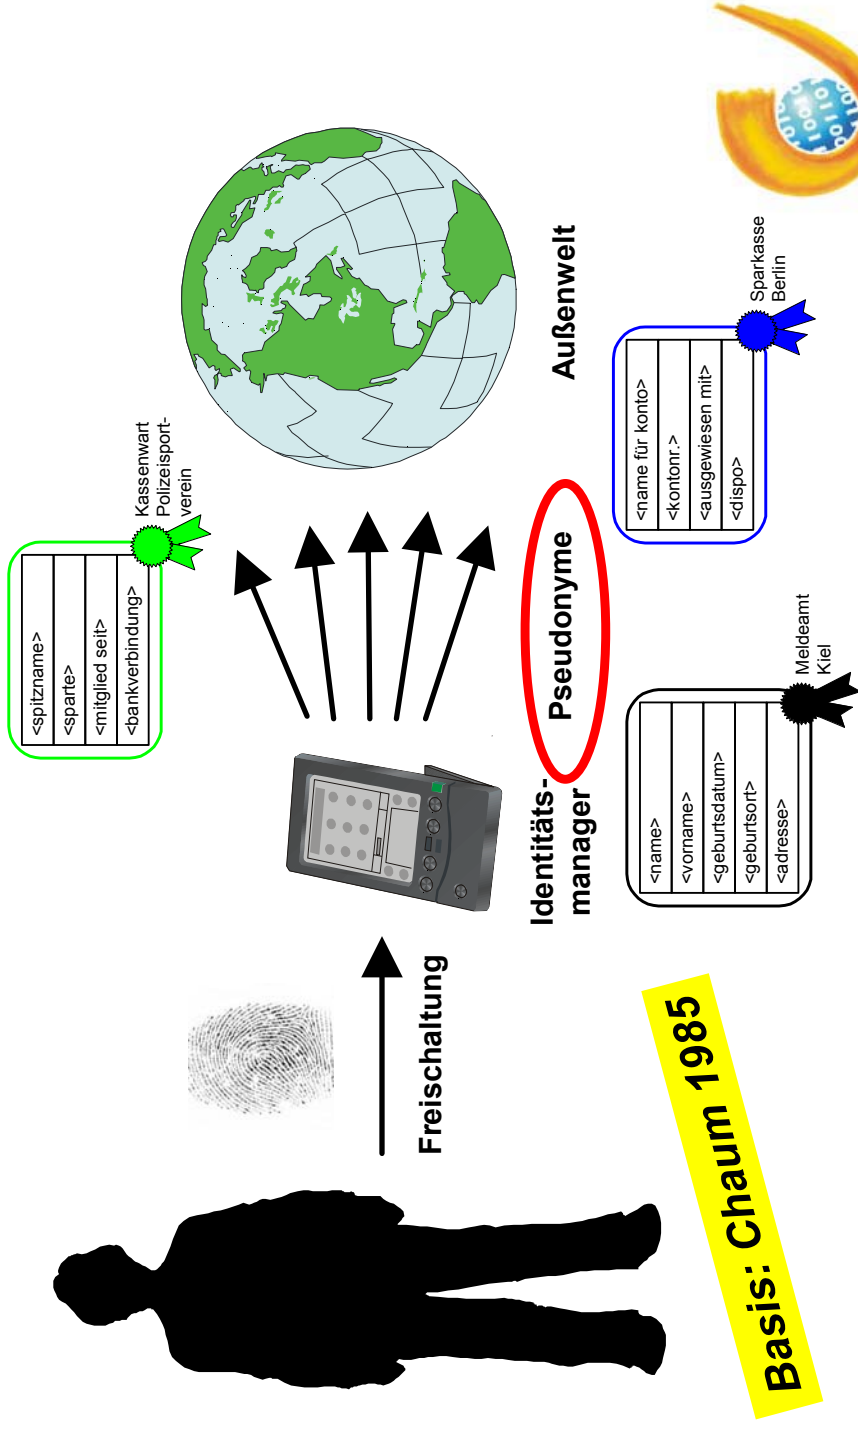 <spitzname>
<sparte>
<mitglied seit>
<bankverbindung>
Kassenwart
Polizeisport-
verein
Freischaltung
Identitäts-
manager
Pseudonyme
Außenwelt
<name>
<vorname>
<geburtsdatum>
<geburtsort>
<adresse>
Meldeamt
Kiel
<name für konto>
<kontonr.>
<ausgewiesen mit>
<dispo>
Sparkasse
Berlin
Basis: Chaum 1985